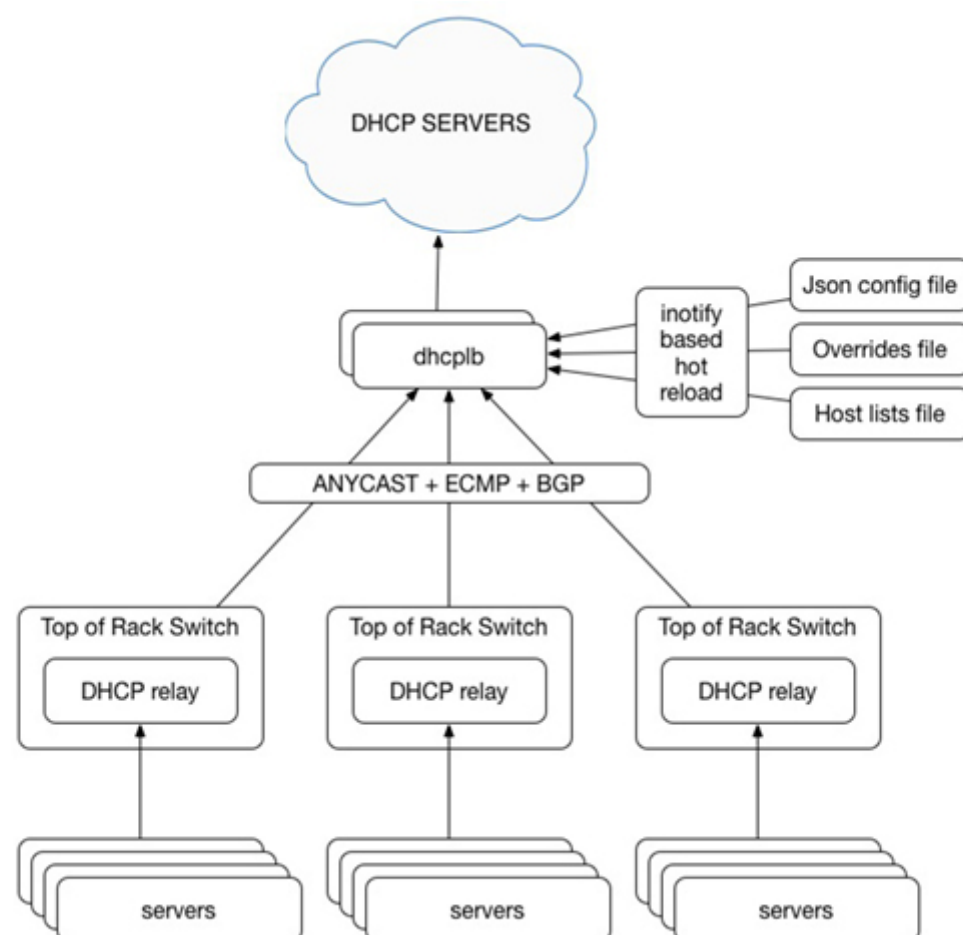 DHCP SERVERS
dhcplb
inotify
based
hot
reload
Json config file
Overrides file
Host lists file
ANYCAST + ECMP + BGP
Top of Rack Switch
DHCP relay
Top of Rack Switch
DHCP relay
Top of Rack Switch
DHCP relay
servers
servers
servers